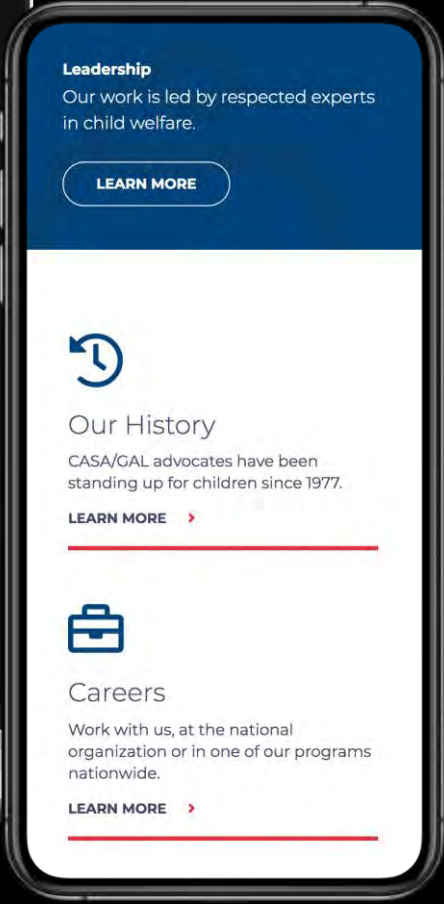 Leadership
Our work is led by respected experts
in child welfare.
LEARN MORE
Our History
CASA/GAL advocates have been
standing up for children since 1977.
LEARN MORE
Careers
Work with us, at the national
organization or in one of our programs
nationwide.
LEARN MORE